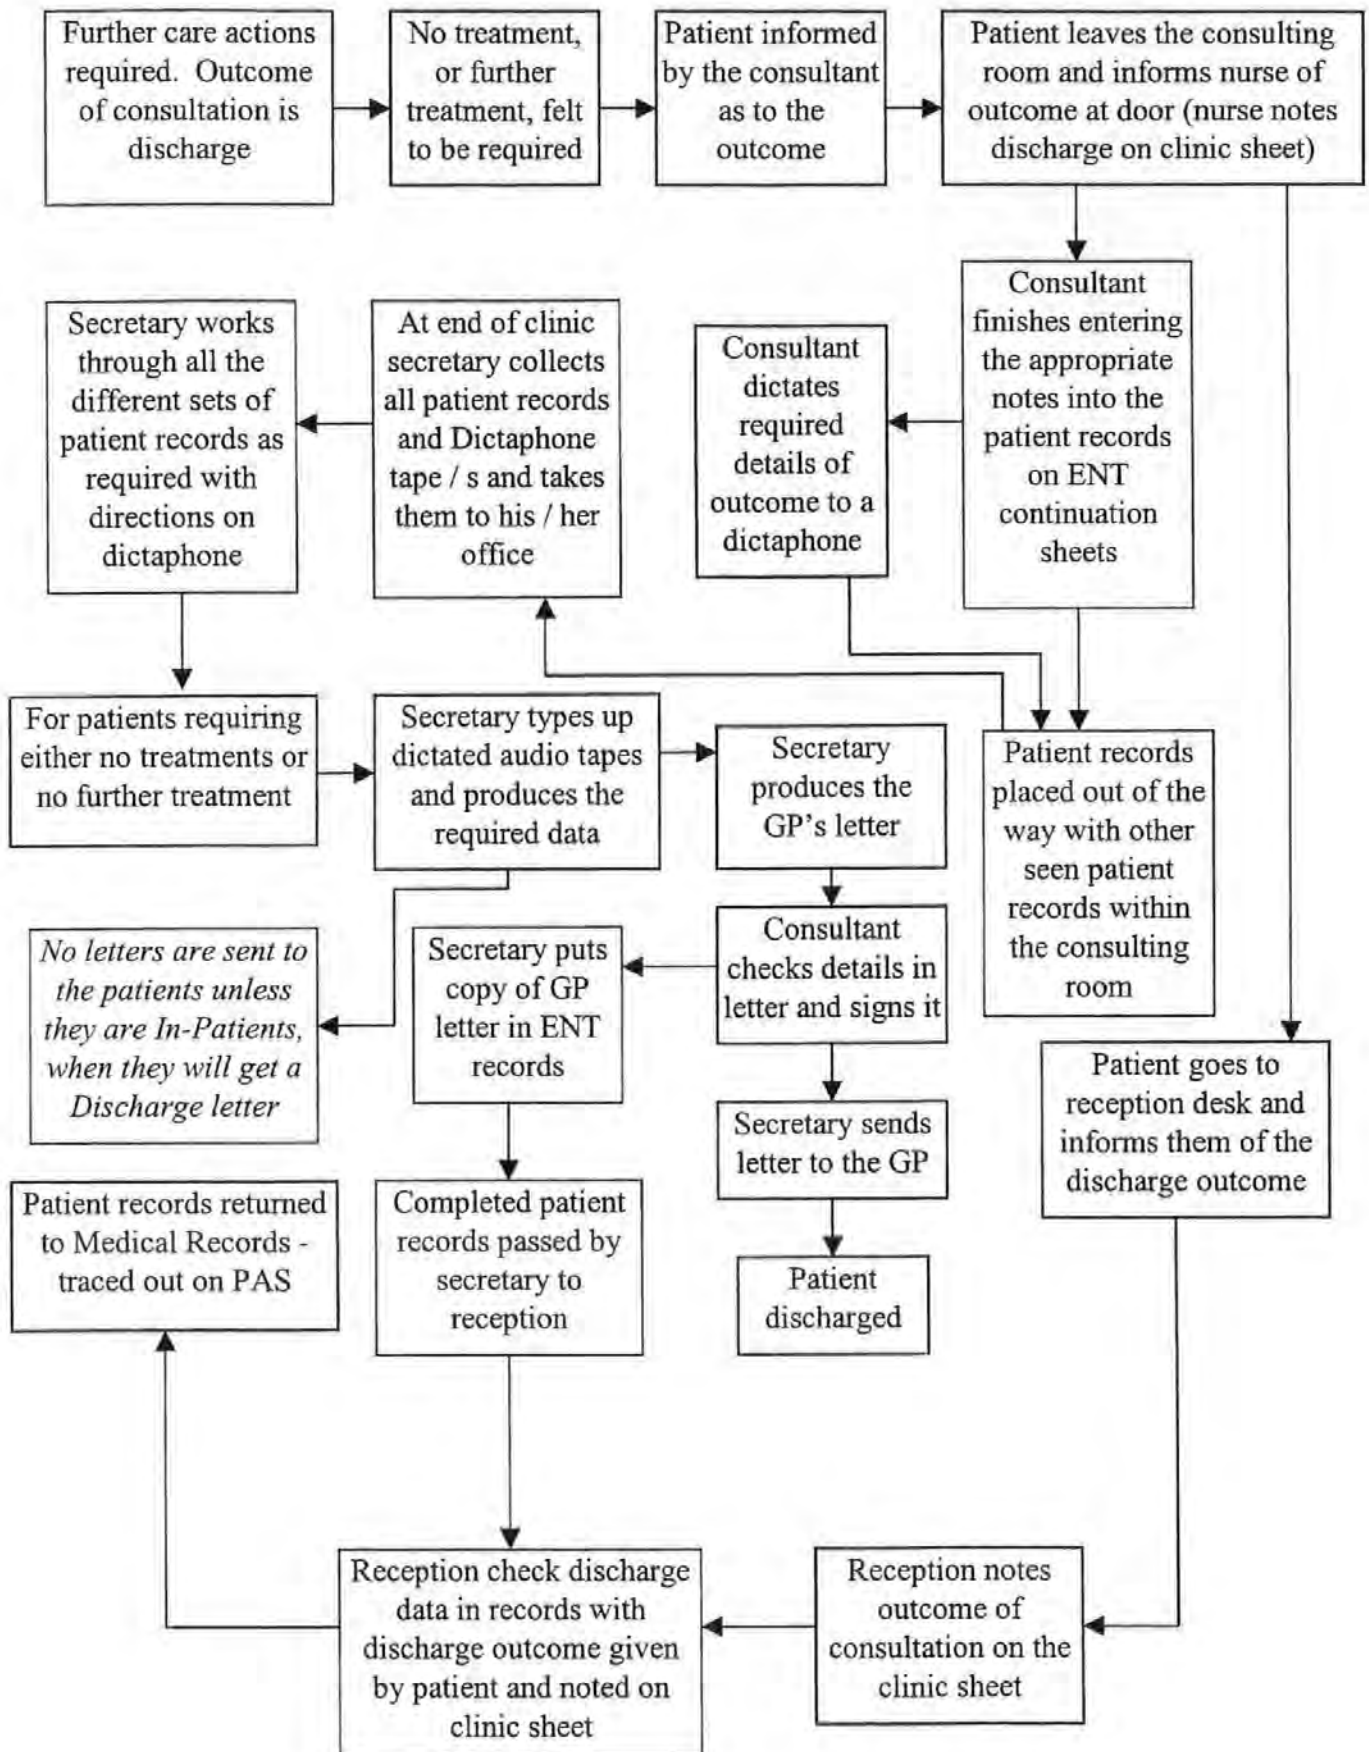 Further care actions
required.  Outcome
of consultation is
discharge
No treatment,
or further
treatment, felt
to be required
Patient informed
by the consultant
as to the
outcome
Patient leaves the consulting
room and informs nurse of
outcome at door (nurse notes
discharge on clinic sheet)
Secretary works
through all the
different sets of
patient records as
required with
directions on
dictaphone
At end of clinic
secretary collects
all patient records
and Dictaphone
tape / s and takes
them to his / her
office
Consultant
dictates
required
details of
outcome to a
dictaphone
Consultant
finishes entering
the appropriate
notes into the
patient records
on ENT
continuation
sheets
For patients requiring
either no treatments or
no further treatment
Secretary types up
dictated audio tapes
and produces the
required data
Secretary
produces the
GP's letter
Patient records
placed out of the
way with other
seen patient
records within
the consulting
room
No letters are sent to
the patients unless
they are In-Patients,
when they will get a
Discharge letter
Secretary puts
copy of GP
letter in ENT
records
Consultant
checks details in
letter and signs it
Patient goes to
reception desk and
informs them of the
discharge outcome
Secretary sends
letter to the GP
Patient records returned
to Medical Records -
traced out on PAS
Completed patient
records passed by
secretary to
reception
Patient
discharged
Reception check discharge
data in records with
discharge outcome given
by patient and noted on
clinic sheet
Reception notes
outcome of
consultation on the
clinic sheet